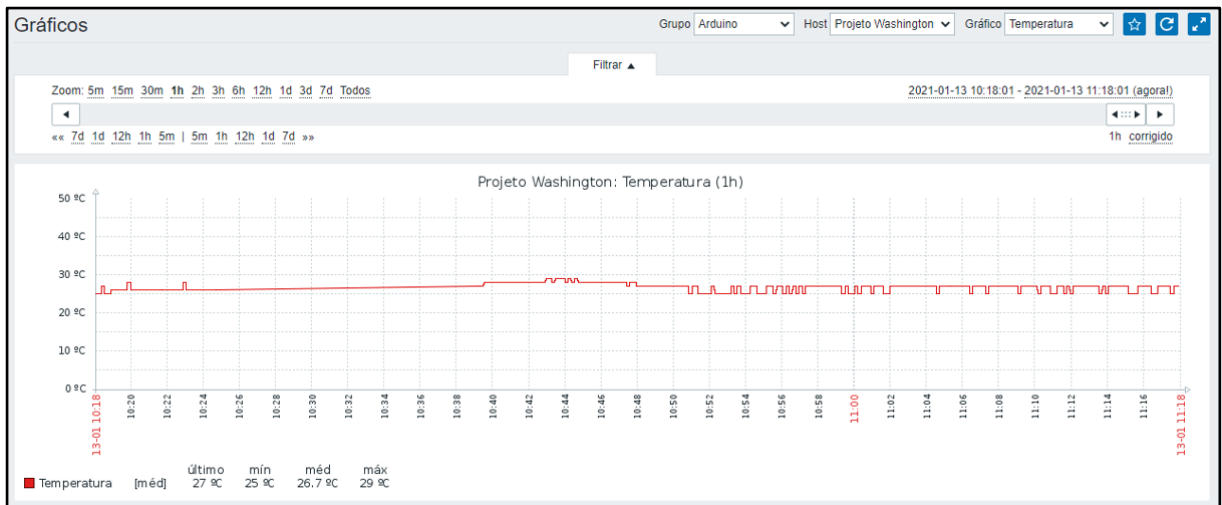 Gráficos
Grupo Arduino Host Projeto Washington Gráfico Temperatura
Filtrar ▲
Zoom: 5m 15m 30m 1h 2h 3h 6h 12h 1d 3d 7d Todos
2021-01-13 10:18:01 - 2021-01-13 11:18:01 (agora!)
«« 7d 1d 12h 1h 5m | 5m 1h 12h 1d 7d »»
1h corrigido
Projeto Washington: Temperatura (1h)
50 ºC
40 ºC
30 ºC
20 ºC
10 ºC
0 ºC
13-01 10:18 10:20 10:22 10:24 10:26 10:28 10:30 10:32 10:34 10:36 10:38 10:40 10:42 10:44 10:46 10:48 10:50 10:52 10:54 10:56 10:58 11:00 11:02 11:04 11:06 11:08 11:10 11:12 11:14 11:16 13-01 11:18
último mín méd máx
Temperatura [méd] 27 ºC 25 ºC 26.7 ºC 29 ºC